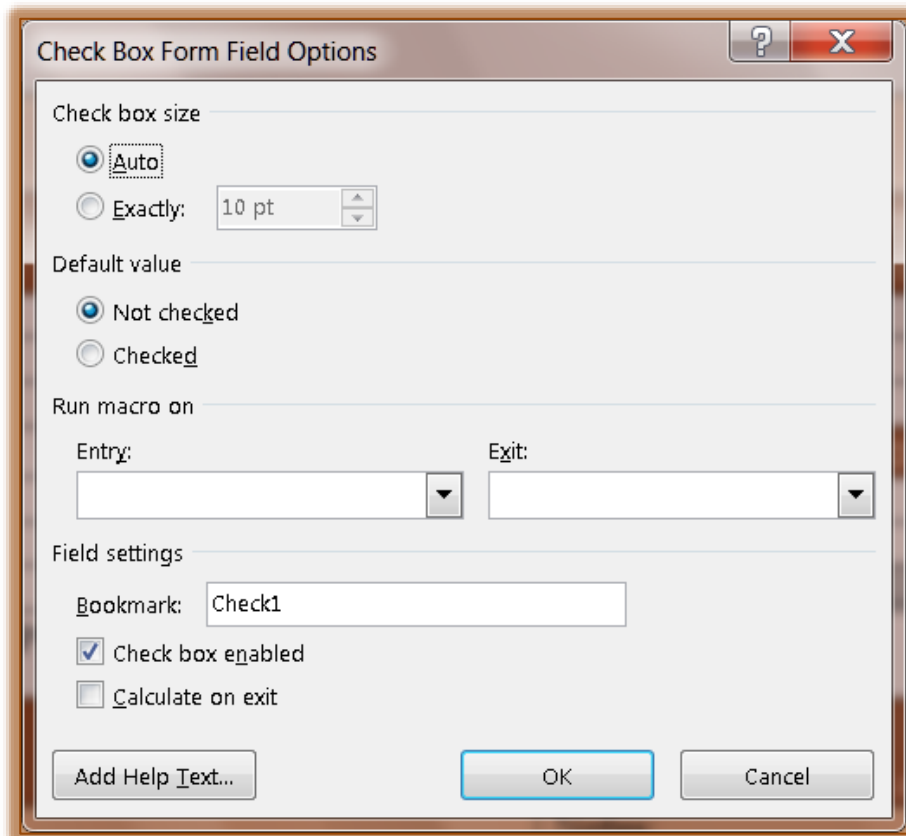 Check Box Form Field Options
Check box size
Auto
Exactly: 10 pt
Default value
Not checked
Checked
Run macro on
Entry: Exit:
Field settings
Bookmark: Check1
Check box enabled
Calculate on exit
Add Help Text... OK Cancel